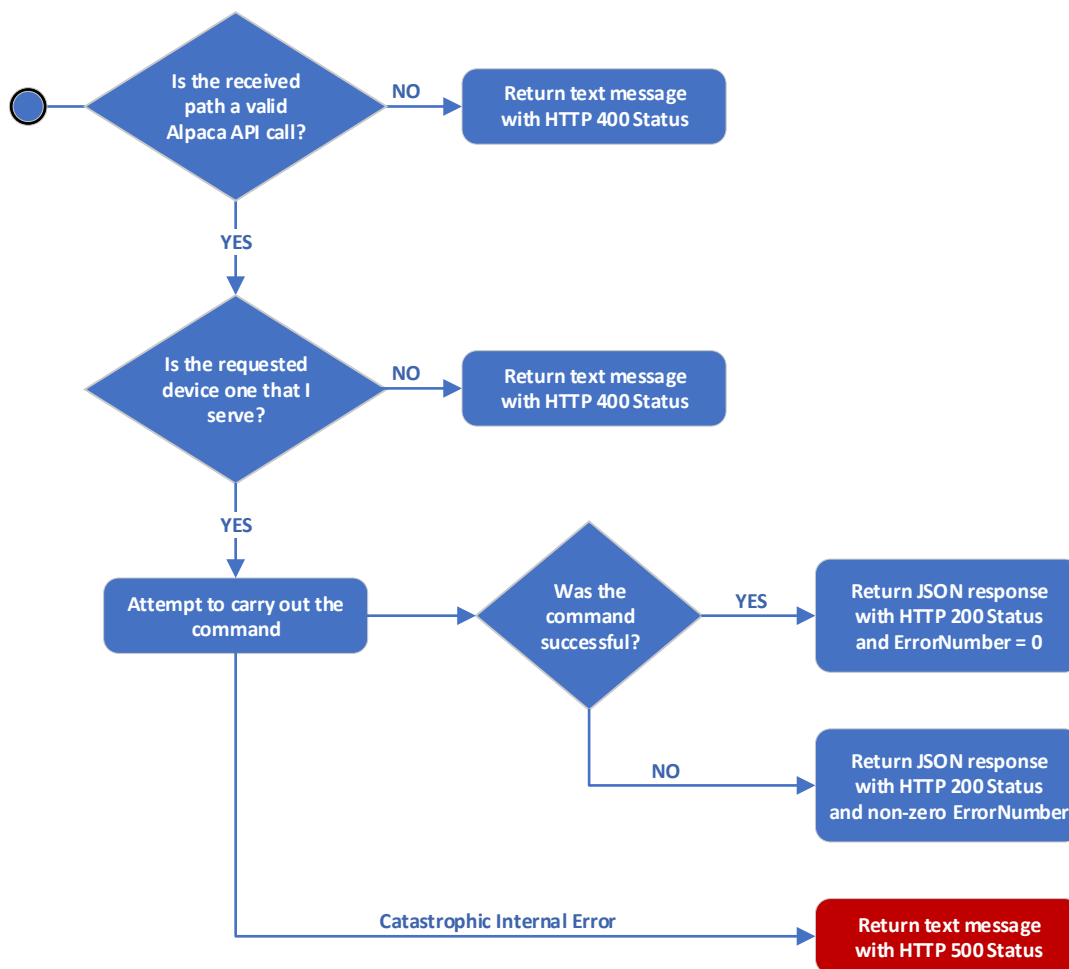 Is the received
path a valid
Alpaca API call?
NO
Return text message
with HTTP 400 Status
YES
Is the requested
device one that I
serve?
NO
Return text message
with HTTP 400 Status
YES
Attempt to carry out the
command
Was the
command
successful?
YES
Return JSON response
with HTTP 200 Status
and ErrorNumber = 0
NO
Return JSON response
with HTTP 200 Status
and non-zero ErrorNumber
Catastrophic Internal Error
Return text message
with HTTP 500 Status